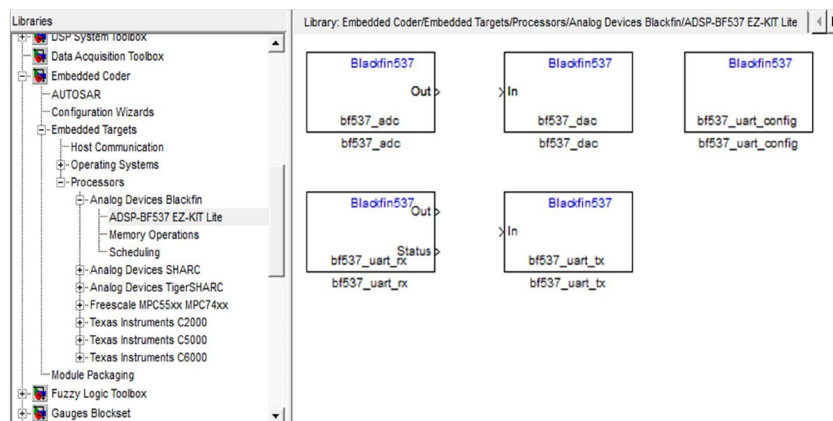 Libraries
DSP System Toolbox
Data Acquisition Toolbox
Embedded Coder
AUTOSAR
Configuration Wizards
Embedded Targets
Host Communication
Operating Systems
Processors
Analog Devices Blackfin
ADSP-BF537 EZ-KIT Lite
Memory Operations
Scheduling
Analog Devices SHARC
Analog Devices TigerSHARC
Freescale MPC55xx MPC74xx
Texas Instruments C2000
Texas Instruments C5000
Texas Instruments C6000
Module Packaging
Fuzzy Logic Toolbox
Gauges Blockset
Library: Embedded Coder/Embedded Targets/Processors/Analog Devices Blackfin/ADSP-BF537 EZ-KIT Lite
Blackfin537
Out
bf537_adc
bf537_adc
Blackfin537
In
bf537_dac
bf537_dac
Blackfin537
bf537_uart_config
bf537_uart_config
Blackfin537
Out
Status
bf537_uart_rx
bf537_uart_rx
Blackfin537
In
bf537_uart_tx
bf537_uart_tx